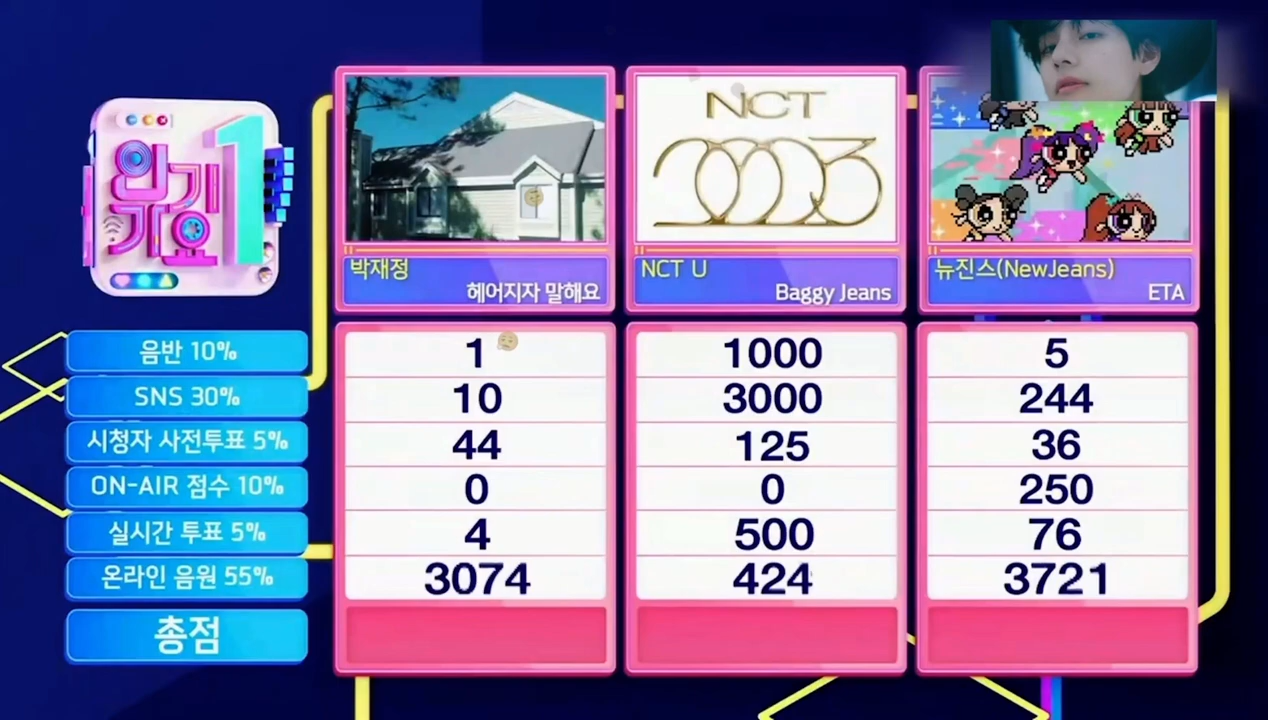 인기가요 1
NCT
2023
박재정
헤어지자 말해요
NCT U
Baggy Jeans
뉴진스(NewJeans)
ETA
음반 10% 1 1000 5
SNS 30% 10 3000 244
시청자 사전투표 5% 44 125 36
ON-AIR 점수 10% 0 0 250
실시간 투표 5% 4 500 76
온라인 음원 55% 3074 424 3721
총점